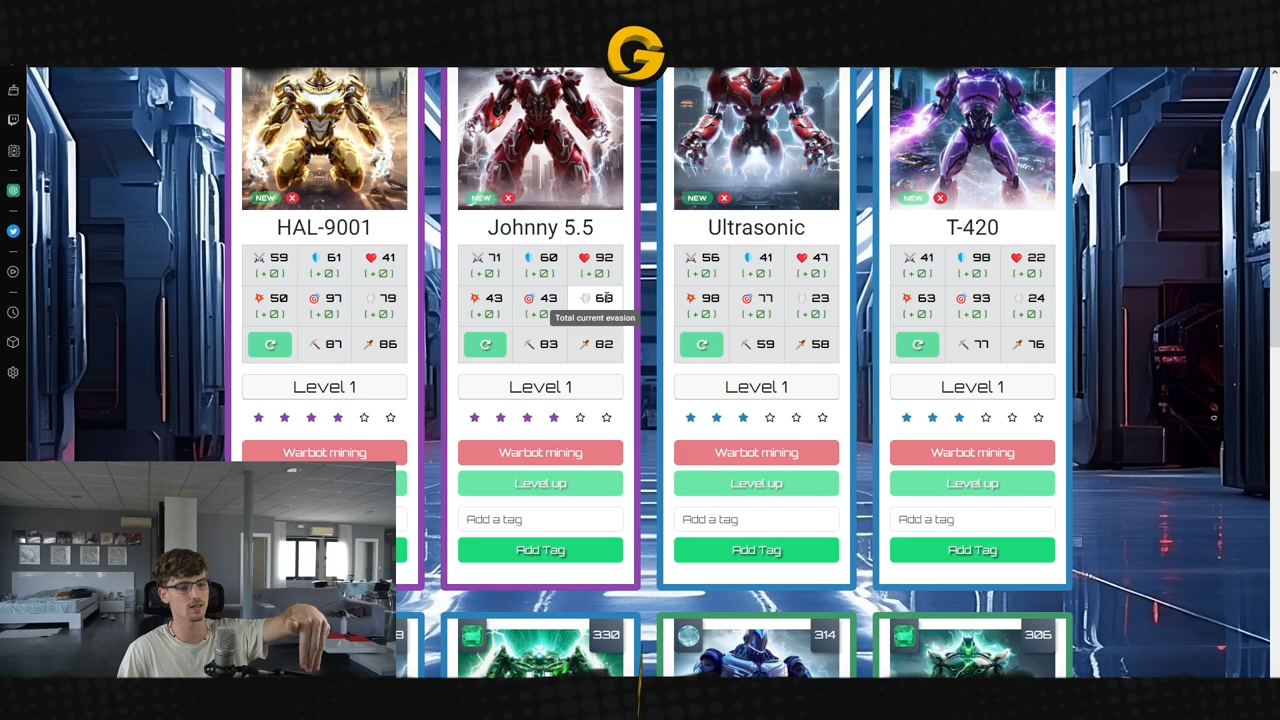 G
NEW
NEW
NEW
NEW
HAL-9001
Johnny 5.5
Ultrasonic
T-420
59 61 41
71 60 92
56 41 47
41 98 22
[+0] [+0] [+0]
[+0] [+0] [+0]
[+0] [+0] [+0]
[+0] [+0] [+0]
50 97 79
43 43
98 77 23
63 93 24
[+0] [+0] [+0]
[+0] [+0]
[+0] [+0] [+0]
[+0] [+0] [+0]
Total current evasion
87 86
83 82
59 58
77 76
Level 1
Level 1
Level 1
Level 1
Warbot mining
Warbot mining
Warbot mining
Warbot mining
Level up
Level up
Level up
Add a tag
Add a tag
Add a tag
Add Tag
Add Tag
Add Tag
330
314
306